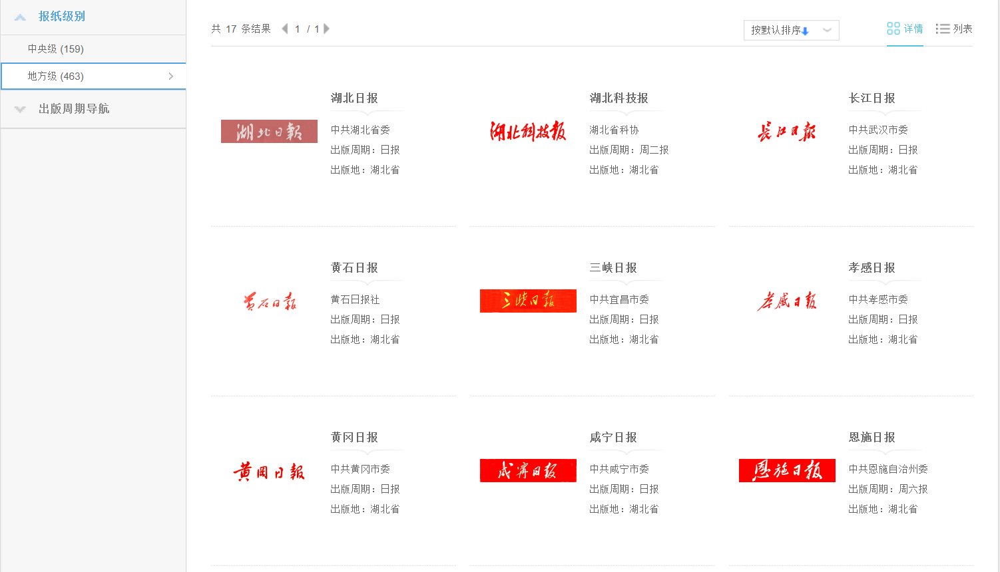 报纸级别
中央级 (159)
地方级 (463)
出版周期导航
共 17 条结果 1 / 1
按默认排序
详情
列表
湖北日報
湖北日报
中共湖北省委
出版周期：日报
出版地：湖北省
湖北科技报
湖北科技报
湖北省科协
出版周期：周二报
出版地：湖北省
長江日報
长江日报
中共武汉市委
出版周期：日报
出版地：湖北省
黄石日报
黄石日报
黄石日报社
出版周期：日报
出版地：湖北省
三峡日報
三峡日报
中共宜昌市委
出版周期：日报
出版地：湖北省
孝感日报
孝感日报
中共孝感市委
出版周期：日报
出版地：湖北省
黄冈日報
黄冈日报
中共黄冈市委
出版周期：日报
出版地：湖北省
咸寧日报
咸宁日报
中共咸宁市委
出版周期：日报
出版地：湖北省
恩施日报
恩施日报
中共恩施自治州委
出版周期：周六报
出版地：湖北省